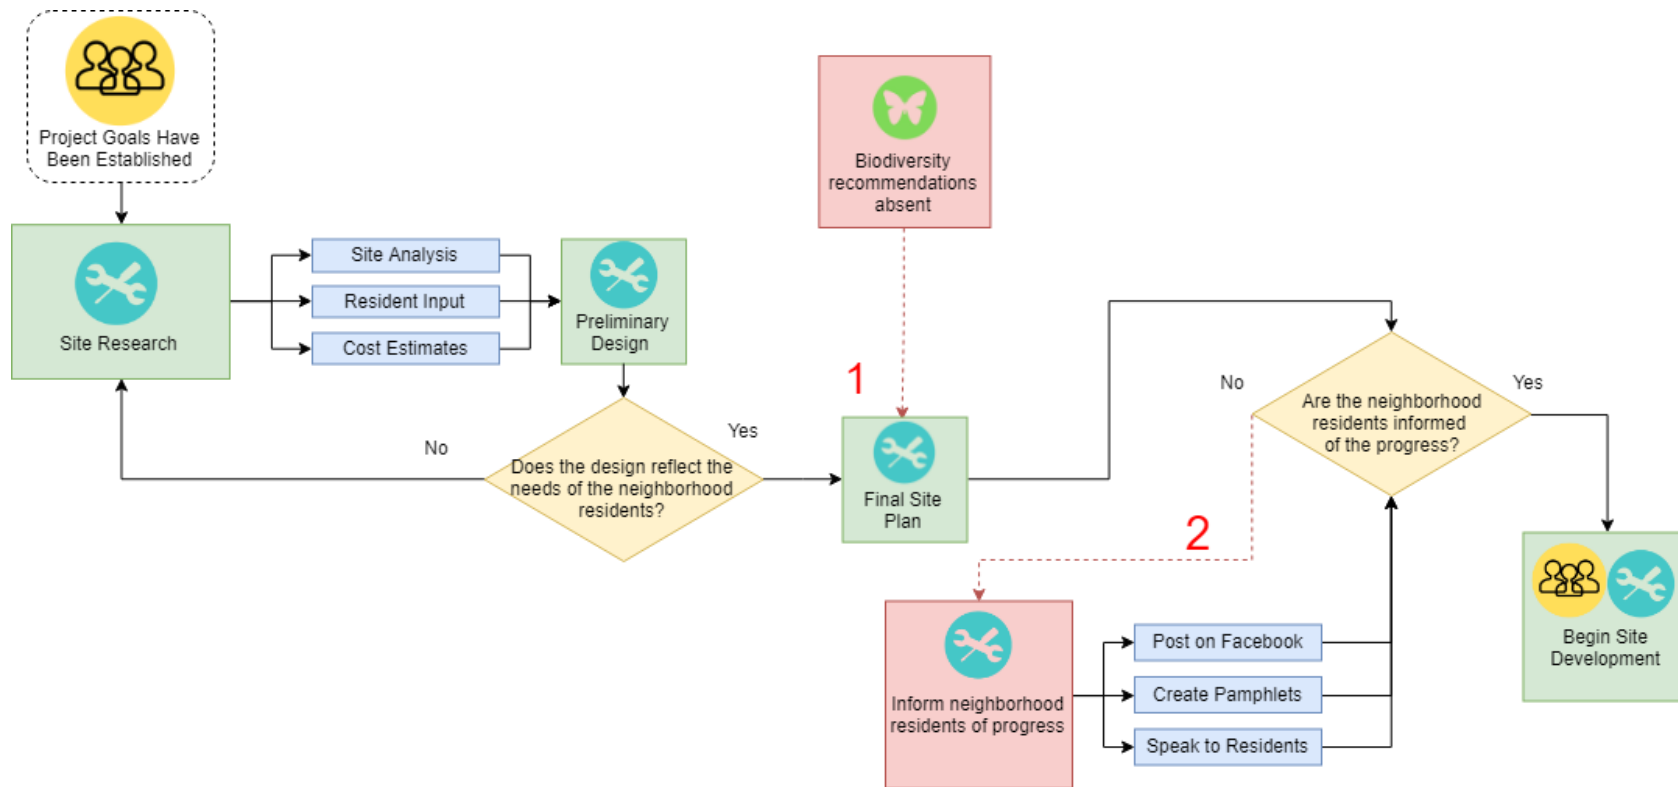 Project Goals Have
Been Established
Site Research
Site Analysis
Resident Input
Cost Estimates
Preliminary
Design
No
Yes
Does the design reflect the
needs of the neighborhood
residents?
Biodiversity
recommendations
absent
1
Final Site
Plan
No
Yes
Are the neighborhood
residents informed
of the progress?
2
Inform neighborhood
residents of progress
Post on Facebook
Create Pamphlets
Speak to Residents
Begin Site
Development